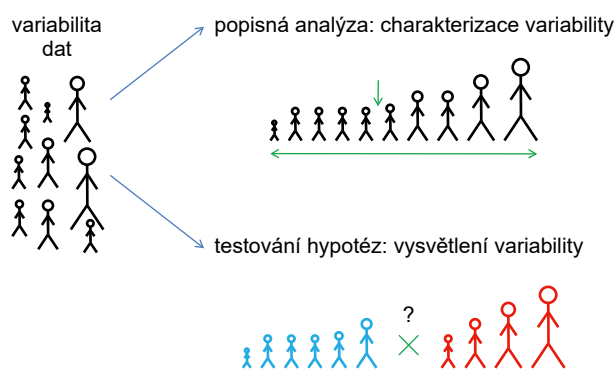 variabilita
dat
popisná analýza: charakterizace variability
testování hypotéz: vysvětlení variability
?